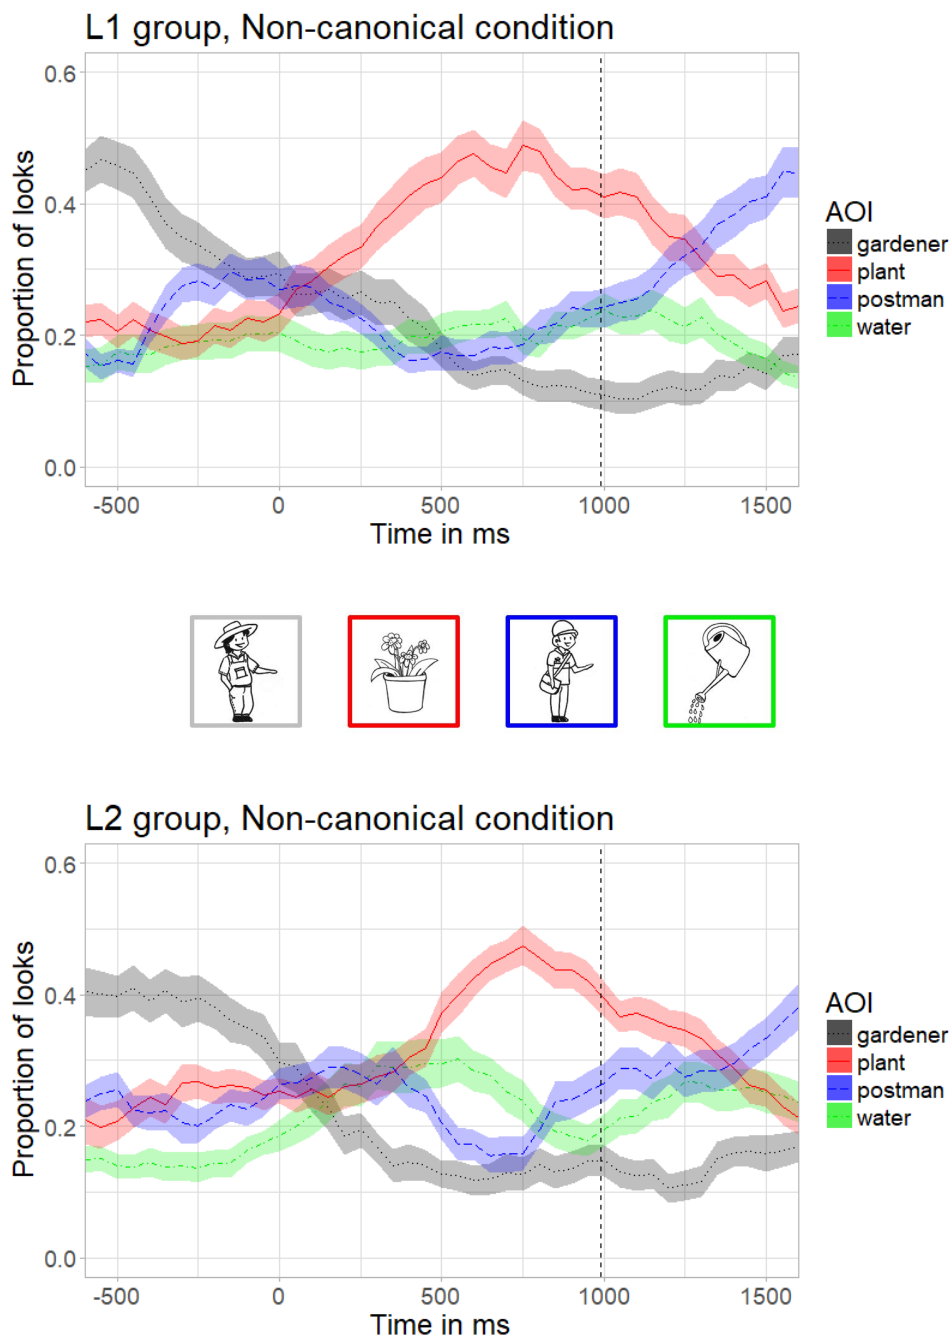 L1 group, Non-canonical condition
0.6
0.4
0.2
0.0
Proportion of looks
-500 0 500 1000 1500
Time in ms
AOI
gardener
plant
postman
water
L2 group, Non-canonical condition
0.6
0.4
0.2
0.0
Proportion of looks
-500 0 500 1000 1500
Time in ms
AOI
gardener
plant
postman
water